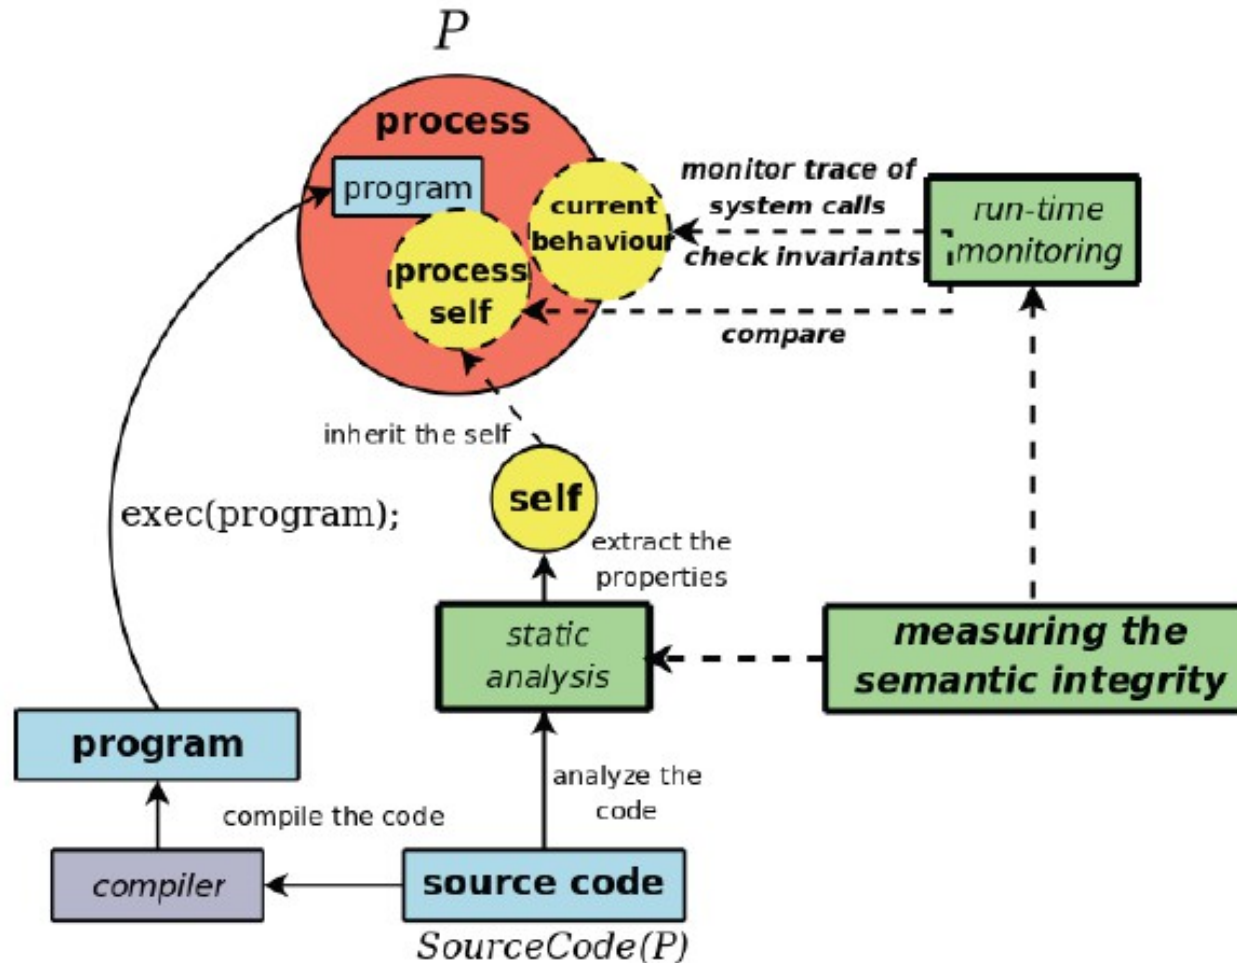 P
process
program
current
behaviour
process
self
monitor trace of
system calls
check invariants
compare
run-time
monitoring
inherit the self
self
exec(program);
extract the
properties
static
analysis
measuring the
semantic integrity
program
analyze the
code
compile the code
compiler
source code
SourceCode(P)